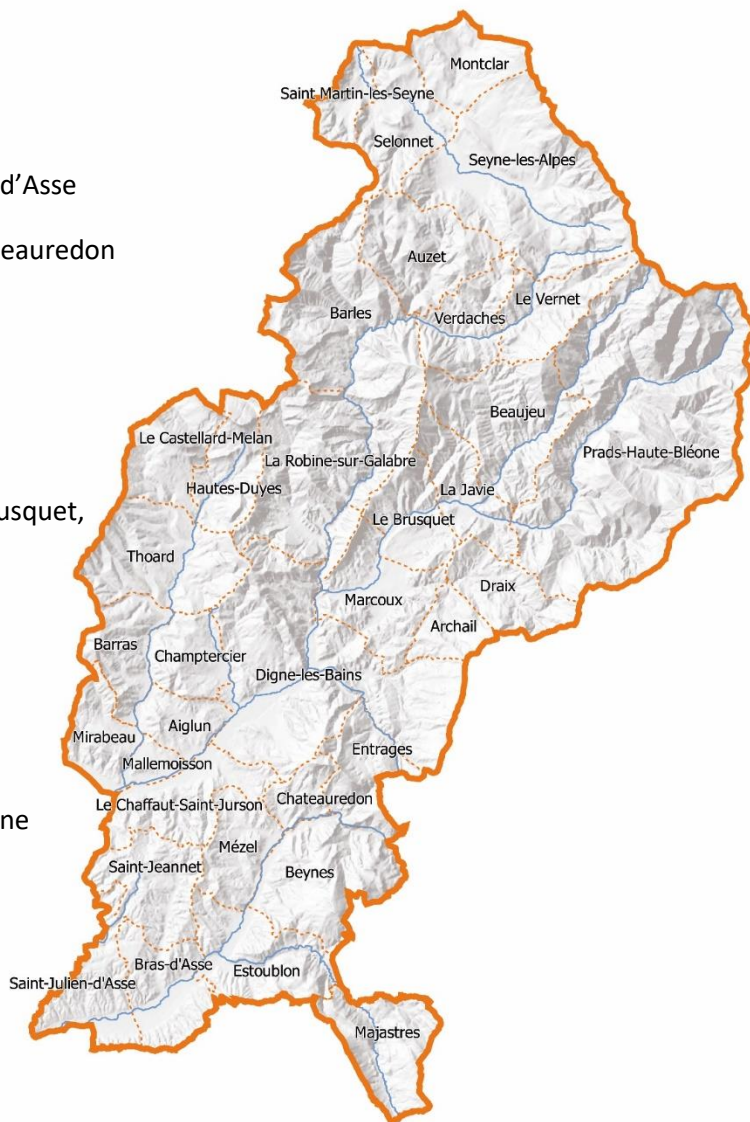 Montclar
Saint Martin-les-Seyne
Selonnet
Seyne-les-Alpes
d’Asse
eauredon
Auzet
Le Vernet
Barles
Verdaches
Beaujeu
Le Castellard-Melan
Prads-Haute-Bléone
La Robine-sur-Galabre
Hautes-Duyes
La Javie
usquet,
Le Brusquet
Thoard
Draix
Marcoux
Archail
Barras
Champtercier
Digne-les-Bains
Aiglun
Mirabeau
Entrages
Mallemoisson
Chateauredon
Le Chaffaut-Saint-Jurson
ne
Mézel
Saint-Jeannet
Beynes
Bras-d'Asse
Estoublon
Saint-Julien-d'Asse
Majastres